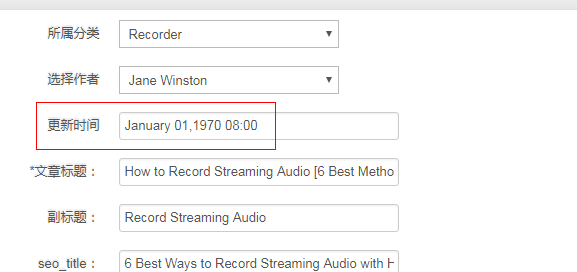 所属分类 Recorder
选择作者 Jane Winston
更新时间 January 01,1970 08:00
*文章标题： How to Record Streaming Audio [6 Best Metho
副标题： Record Streaming Audio
seo_title： 6 Best Ways to Record Streaming Audio with H